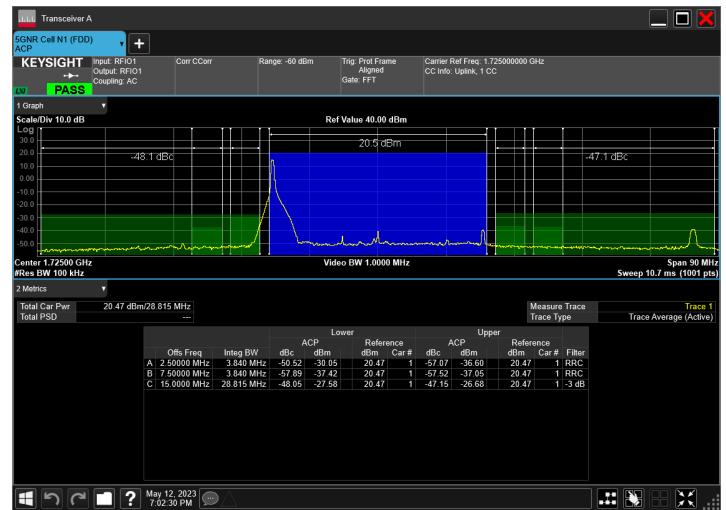 Transceiver A
5GNR Cell N1 (FDD)
ACP
KEYSIGHT
LXI
PASS
Input: RFIO1
Output: RFIO1
Coupling: AC
Corr CCorr
Range: -60 dBm
Trig: Prot Frame
Aligned
Gate: FFT
Carrier Ref Freq: 1.725000000 GHz
CC Info: Uplink, 1 CC
1 Graph
Scale/Div 10.0 dB
Ref Value 40.00 dBm
Log
30.0
20.0
10.0
0.00
-10.0
-20.0
-30.0
-40.0
-50.0
-48.1 dBc
20.5 dBm
-47.1 dBc
Center 1.72500 GHz
Video BW 1.0000 MHz
Span 90 MHz
#Res BW 100 kHz
Sweep 10.7 ms (1001 pts)
2 Metrics
Total Car Pwr 20.47 dBm/28.815 MHz
Total PSD ---
Measure Trace Trace 1
Trace Type Trace Average (Active)
Lower Upper
ACP Reference ACP Reference
Offs Freq Integ BW dBc dBm dBm Car # dBc dBm dBm Car # Filter
A 2.50000 MHz 3.840 MHz -50.52 -30.05 20.47 1 -57.07 -36.60 20.47 1 RRC
B 7.50000 MHz 3.840 MHz -57.89 -37.42 20.47 1 -57.52 -37.05 20.47 1 RRC
C 15.0000 MHz 28.815 MHz -48.05 -27.58 20.47 1 -47.15 -26.68 20.47 1 -3 dB
?
May 12, 2023
7:02:30 PM